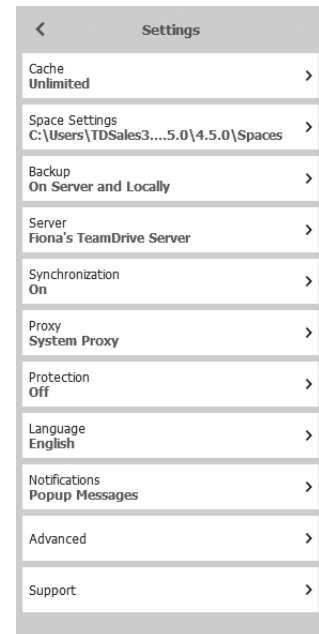 Settings
Cache
Unlimited
Space Settings
C:\Users\TDSales3....5.0\4.5.0\Spaces
Backup
On Server and Locally
Server
Fiona's TeamDrive Server
Synchronization
On
Proxy
System Proxy
Protection
Off
Language
English
Notifications
Popup Messages
Advanced
Support